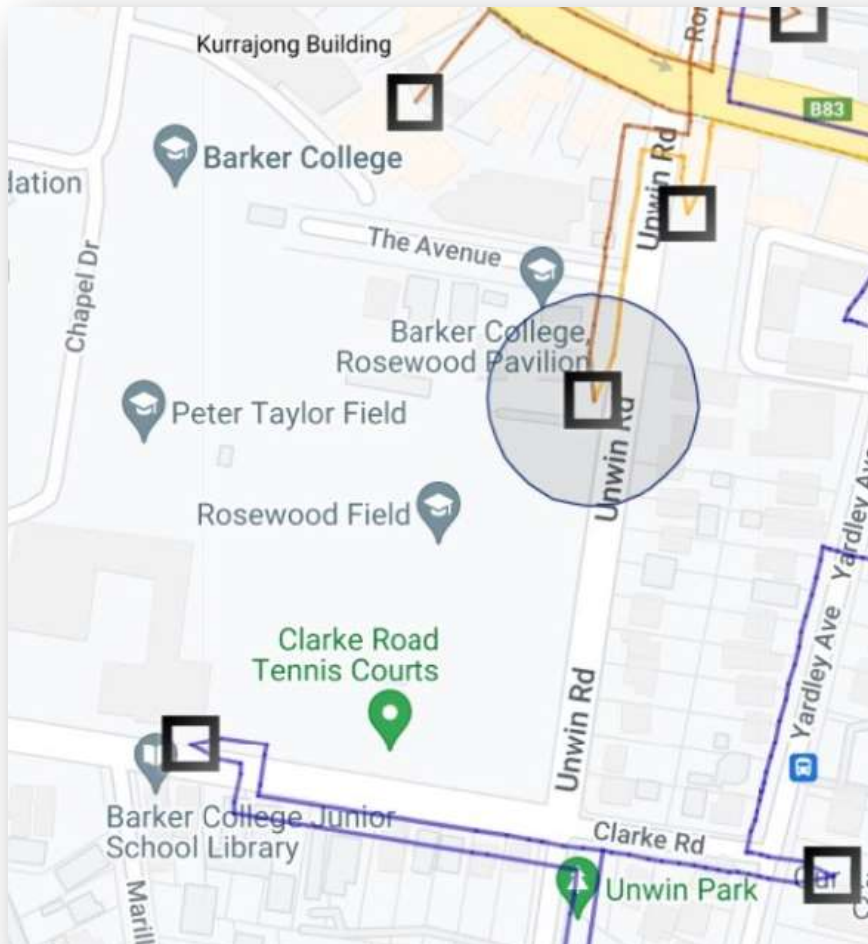 Kurrajong Building
B83
Barker College
Unwin Rd
The Avenue
Chapel Dr
Barker College,
Rosewood Pavilion
Peter Taylor Field
Unwin Rd
Rosewood Field
Yardley Ave
Yardley Ave
Clarke Road
Tennis Courts
Unwin Rd
Barker College Junior
School Library
Clarke Rd
Unwin Park